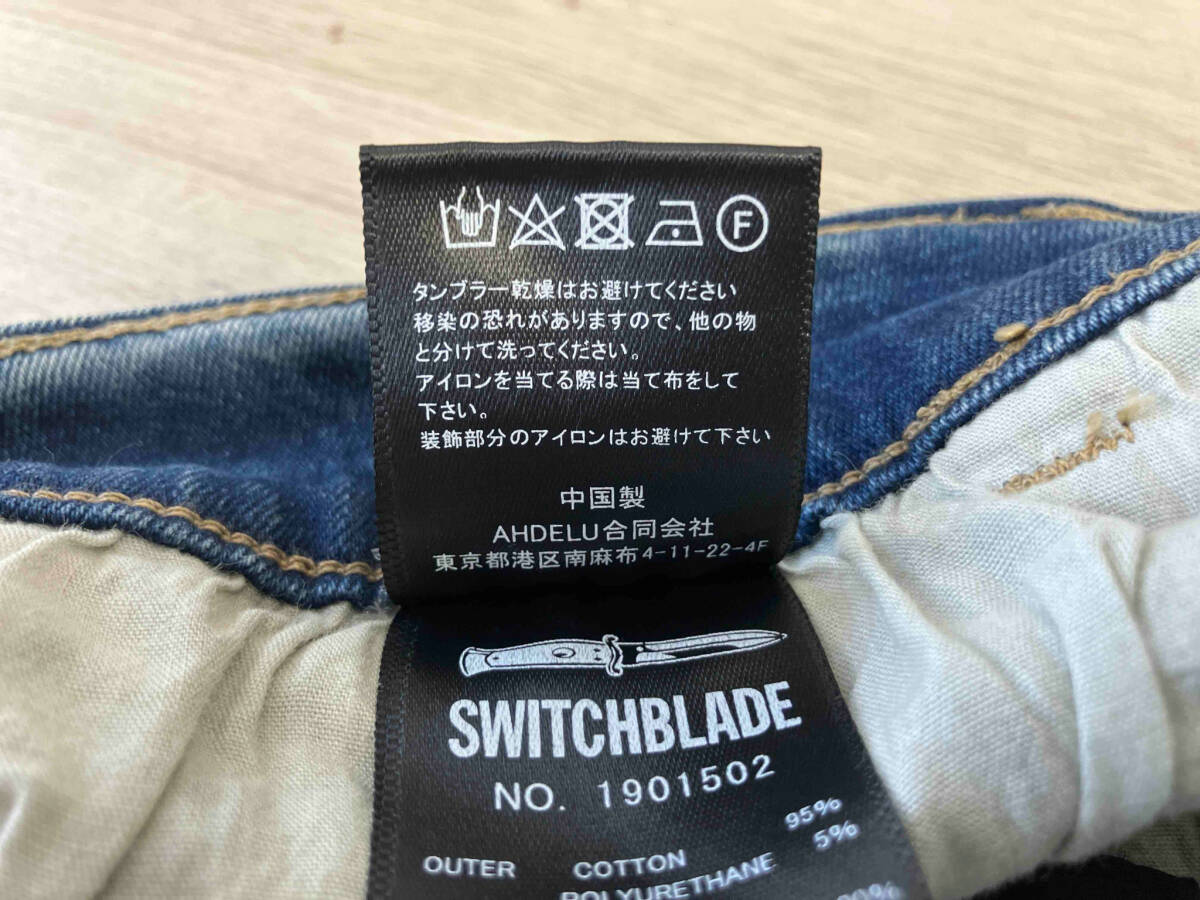 F
タンブラー乾燥はお避けてください
移染の恐れがありますので、他の物
と分けて洗ってください。
アイロンを当てる際は当て布をして
下さい。
装飾部分のアイロンはお避けて下さい
中国製
AHDELU合同会社
東京都港区南麻布4-11-22-4F
SWITCHBLADE
NO. 1901502
OUTER COTTON 95%
POLYURETHANE 5%